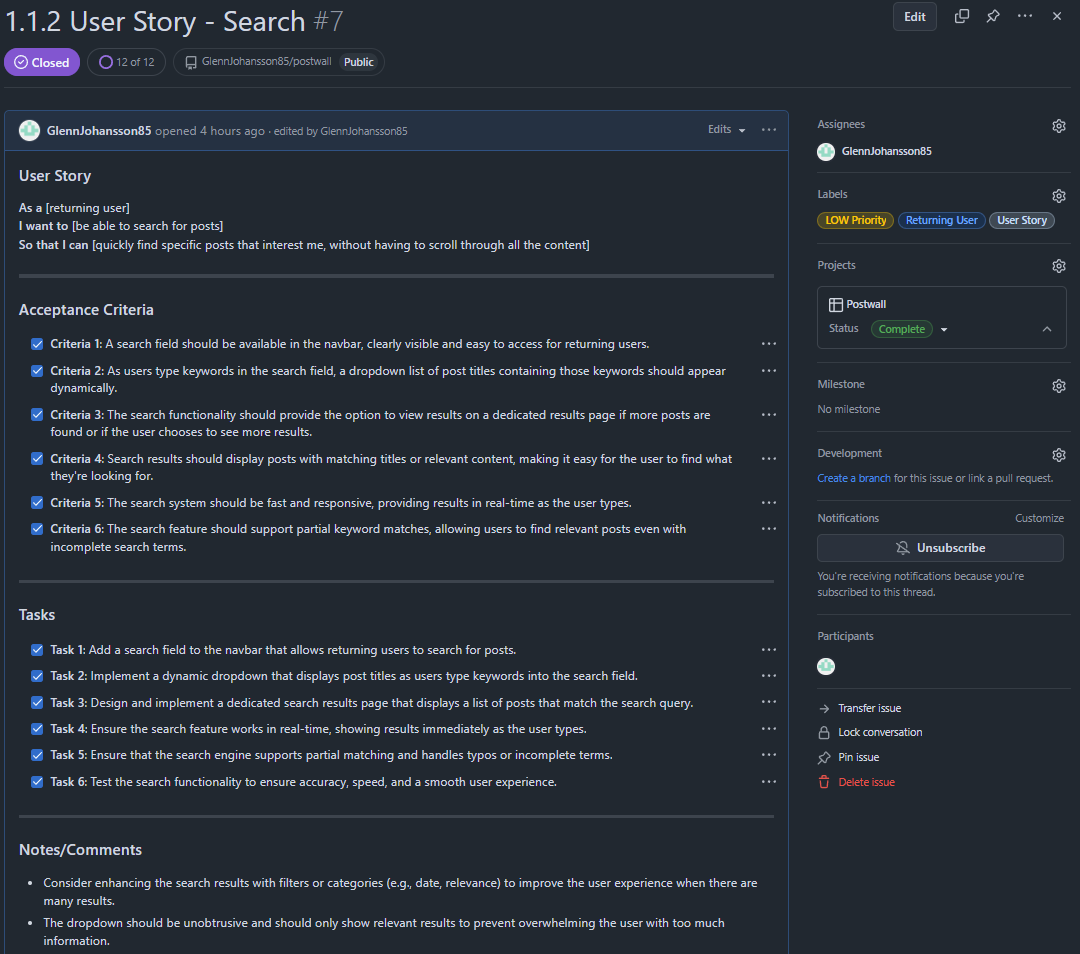 1.1.2 User Story - Search #7
Edit
Closed
12 of 12
GlennJohansson85/postwall
Public
GlennJohansson85 opened 4 hours ago · edited by GlennJohansson85
Edits
User Story
As a [returning user]
I want to [be able to search for posts]
So that I can [quickly find specific posts that interest me, without having to scroll through all the content]
Acceptance Criteria
Criteria 1: A search field should be available in the navbar, clearly visible and easy to access for returning users.
Criteria 2: As users type keywords in the search field, a dropdown list of post titles containing those keywords should appear
dynamically.
Criteria 3: The search functionality should provide the option to view results on a dedicated results page if more posts are
found or if the user chooses to see more results.
Criteria 4: Search results should display posts with matching titles or relevant content, making it easy for the user to find what
they're looking for.
Criteria 5: The search system should be fast and responsive, providing results in real-time as the user types.
Criteria 6: The search feature should support partial keyword matches, allowing users to find relevant posts even with
incomplete search terms.
Tasks
Task 1: Add a search field to the navbar that allows returning users to search for posts.
Task 2: Implement a dynamic dropdown that displays post titles as users type keywords into the search field.
Task 3: Design and implement a dedicated search results page that displays a list of posts that match the search query.
Task 4: Ensure the search feature works in real-time, showing results immediately as the user types.
Task 5: Ensure that the search engine supports partial matching and handles typos or incomplete terms.
Task 6: Test the search functionality to ensure accuracy, speed, and a smooth user experience.
Notes/Comments
Consider enhancing the search results with filters or categories (e.g., date, relevance) to improve the user experience when there are
many results.
The dropdown should be unobtrusive and should only show relevant results to prevent overwhelming the user with too much
information.
Assignees
GlennJohansson85
Labels
LOW Priority
Returning User
User Story
Projects
Postwall
Status
Complete
Milestone
No milestone
Development
Create a branch for this issue or link a pull request.
Notifications
Customize
Unsubscribe
You're receiving notifications because you're
subscribed to this thread.
Participants
Transfer issue
Lock conversation
Pin issue
Delete issue